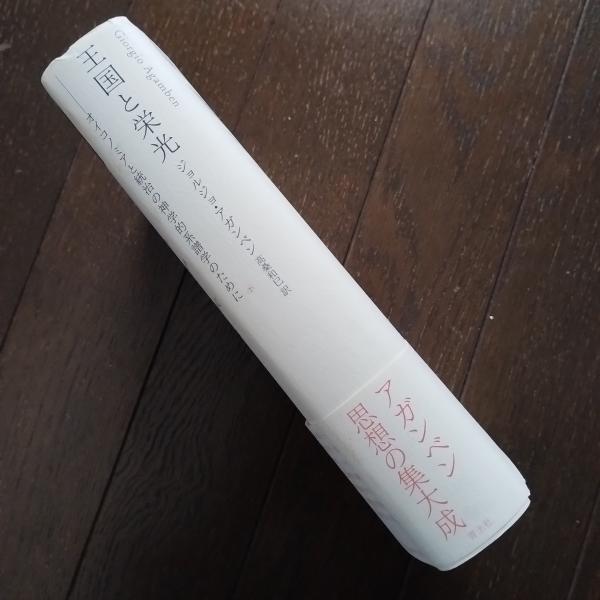 Giorgio Agamben
王国と栄光
オイコノミアと統治の神学的系譜学のために
ジョルジョ・アガンベン
高桑和巳訳
アガンベン
思想の集大成
青土社